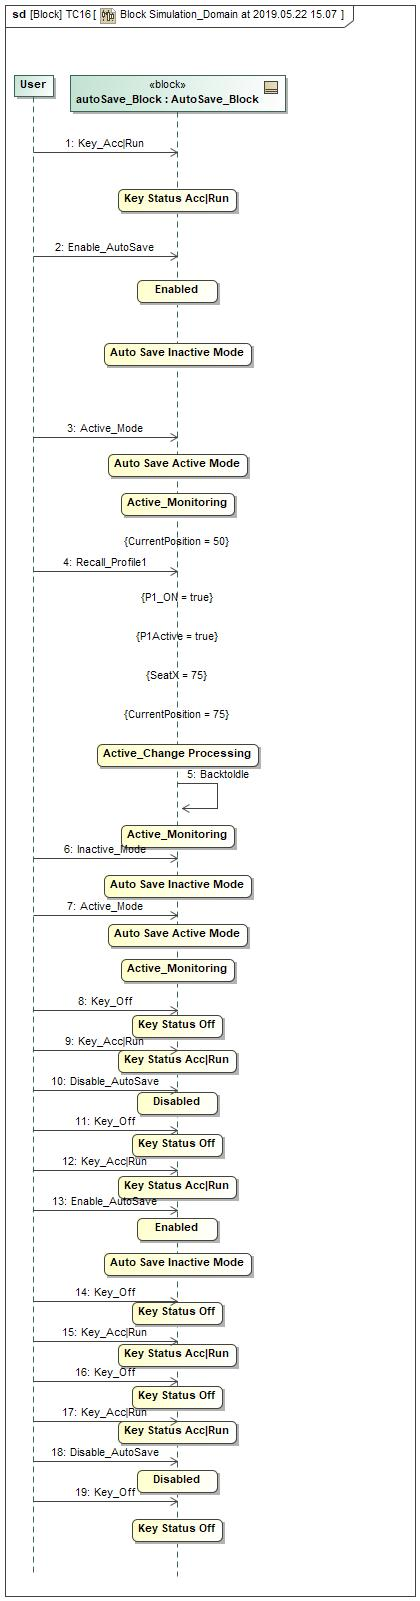 sd [Block] TC16 [ Block Simulation_Domain at 2019.05.22 15.07 ]
User
«block»
autoSave_Block : AutoSave_Block
1: Key_Acc|Run
Key Status Acc|Run
2: Enable_AutoSave
Enabled
Auto Save Inactive Mode
3: Active_Mode
Auto Save Active Mode
Active_Monitoring
{CurrentPosition = 50}
4: Recall_Profile1
{P1_ON = true}
{P1Active = true}
{SeatX = 75}
{CurrentPosition = 75}
Active_Change Processing
5: BacktoIdle
Active_Monitoring
6: Inactive_Mode
Auto Save Inactive Mode
7: Active_Mode
Auto Save Active Mode
Active_Monitoring
8: Key_Off
Key Status Off
9: Key_Acc|Run
Key Status Acc|Run
10: Disable_AutoSave
Disabled
11: Key_Off
Key Status Off
12: Key_Acc|Run
Key Status Acc|Run
13: Enable_AutoSave
Enabled
Auto Save Inactive Mode
14: Key_Off
Key Status Off
15: Key_Acc|Run
Key Status Acc|Run
16: Key_Off
Key Status Off
17: Key_Acc|Run
Key Status Acc|Run
18: Disable_AutoSave
Disabled
19: Key_Off
Key Status Off